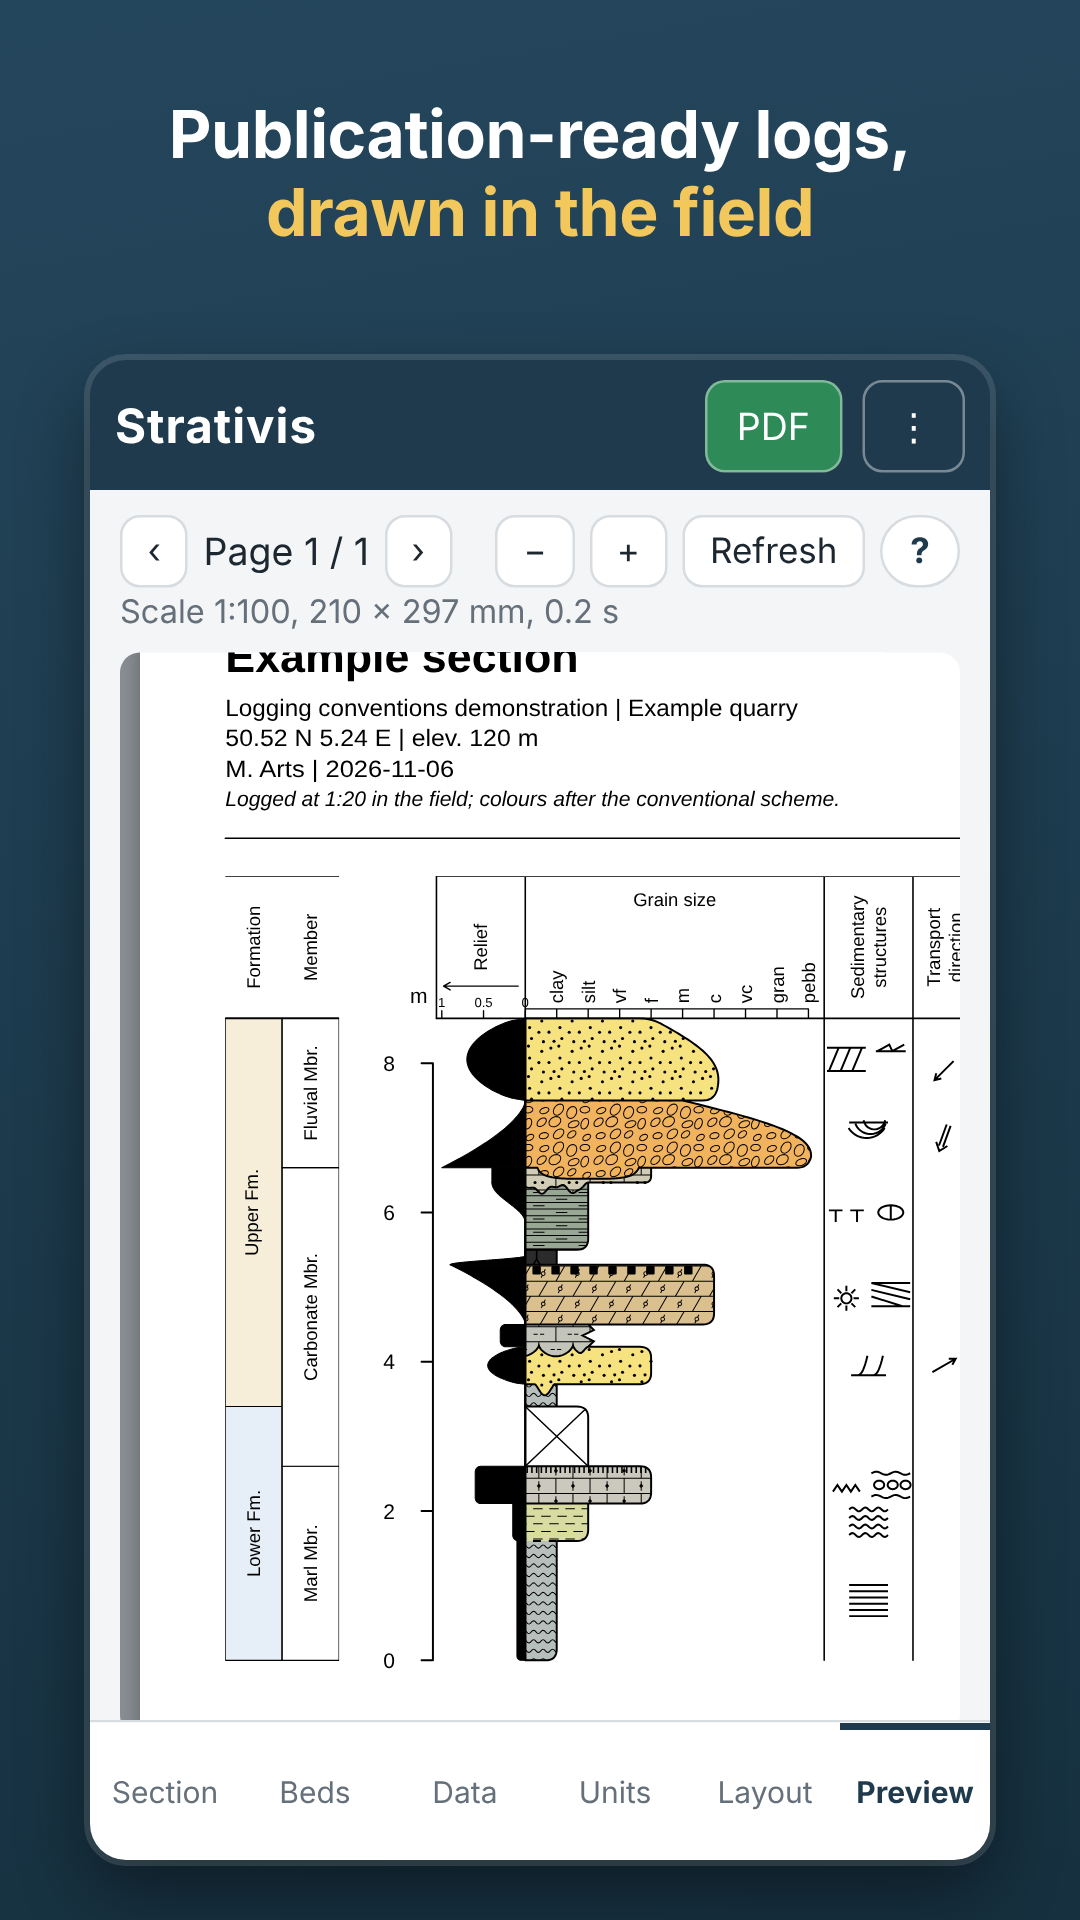 Publication-ready logs,
drawn in the field
Strativis
PDF
⋮
‹ Page 1 / 1 › − + Refresh ?
Scale 1:100, 210 × 297 mm, 0.2 s
Example section
Logging conventions demonstration | Example quarry
50.52 N 5.24 E | elev. 120 m
M. Arts | 2026-11-06
Logged at 1:20 in the field; colours after the conventional scheme.
Formation
Member
m
Relief
1 0.5 0
Grain size
clay
silt
vf
f
m
c
vc
gran
pebb
Sedimentary
structures
Transport
direction
Upper Fm.
Lower Fm.
Fluvial Mbr.
Carbonate Mbr.
Marl Mbr.
8
6
4
2
0
Section Beds Data Units Layout Preview